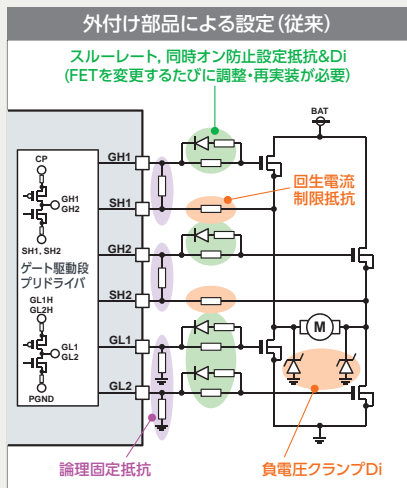 外付け部品による設定(従来)
スルーレート, 同時オン防止設定抵抗&Di
(FETを変更するたびに調整・再実装が必要)
BAT
CP
GH1
GH1
GH2
SH1
回生電流
制限抵抗
SH1, SH2
GH2
ゲート駆動段
プリドライバ
SH2
GL1H
GL2H
GL1
GL1
GL2
M
GL2
PGND
論理固定抵抗
負電圧クランプDi